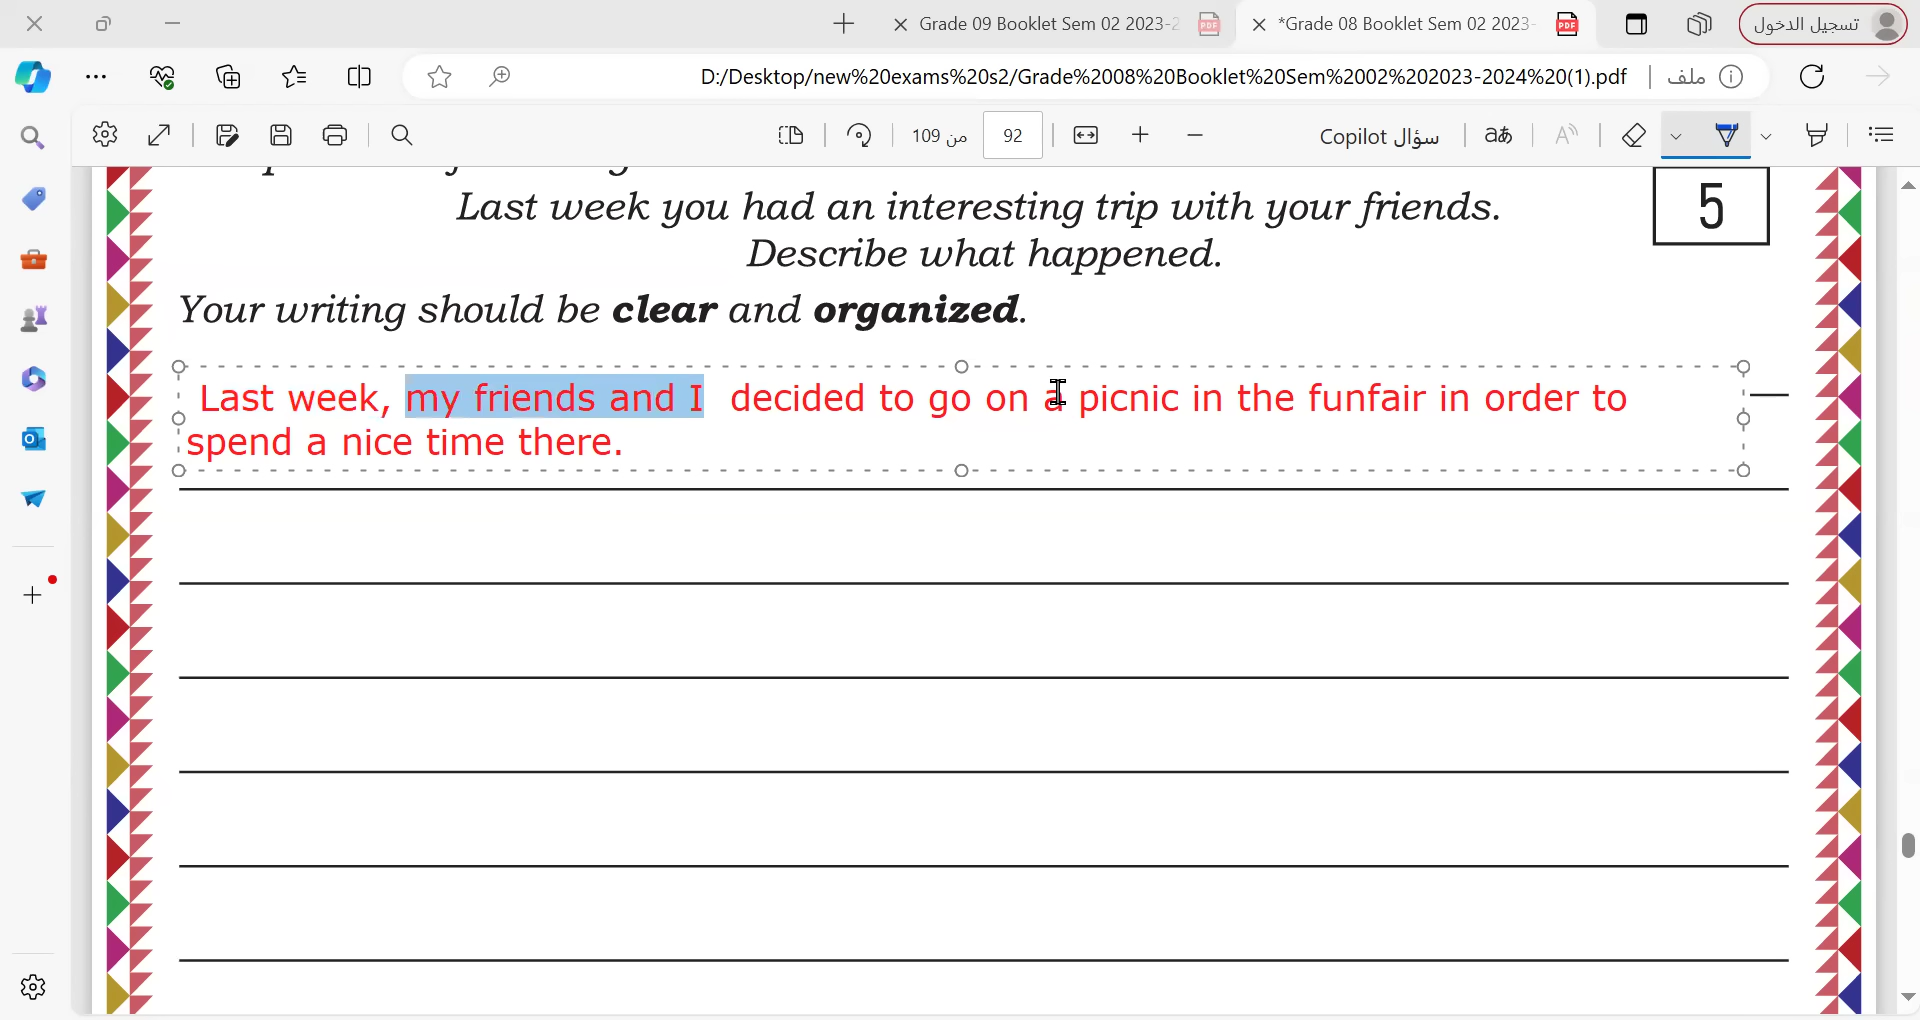 Grade 09 Booklet Sem 02 2023-2
*Grade 08 Booklet Sem 02 2023-
تسجيل الدخول
D:/Desktop/new%20exams%20s2/Grade%2008%20Booklet%20Sem%2002%202023-2024%20(1).pdf
ملف
109 من
92
سؤال Copilot
Last week you had an interesting trip with your friends.
5
Describe what happened.
Your writing should be clear and organized.
Last week, my friends and I decided to go on a picnic in the funfair in order to
spend a nice time there.